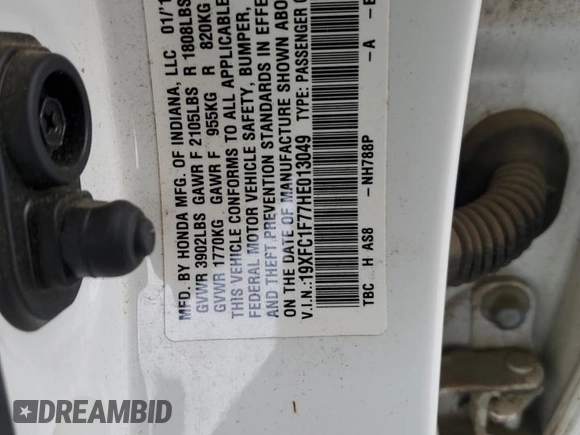 MFD. BY HONDA MFG. OF INDIANA, LLC 01/1
GVWR 3902LBS GAWR F 2105LBS R 1808LBS
GVWR 1770KG GAWR F 955KG R 820KG
THIS VEHICLE CONFORMS TO ALL APPLICABLE
FEDERAL MOTOR VEHICLE SAFETY, BUMPER,
AND THEFT PREVENTION STANDARDS IN EFFE
ON THE DATE OF MANUFACTURE SHOWN ABO
V.I.N.: 19XFC1F77HE013049 TYPE: PASSENGER
TBC H AS8 –NH788P –A –
DREAMBID